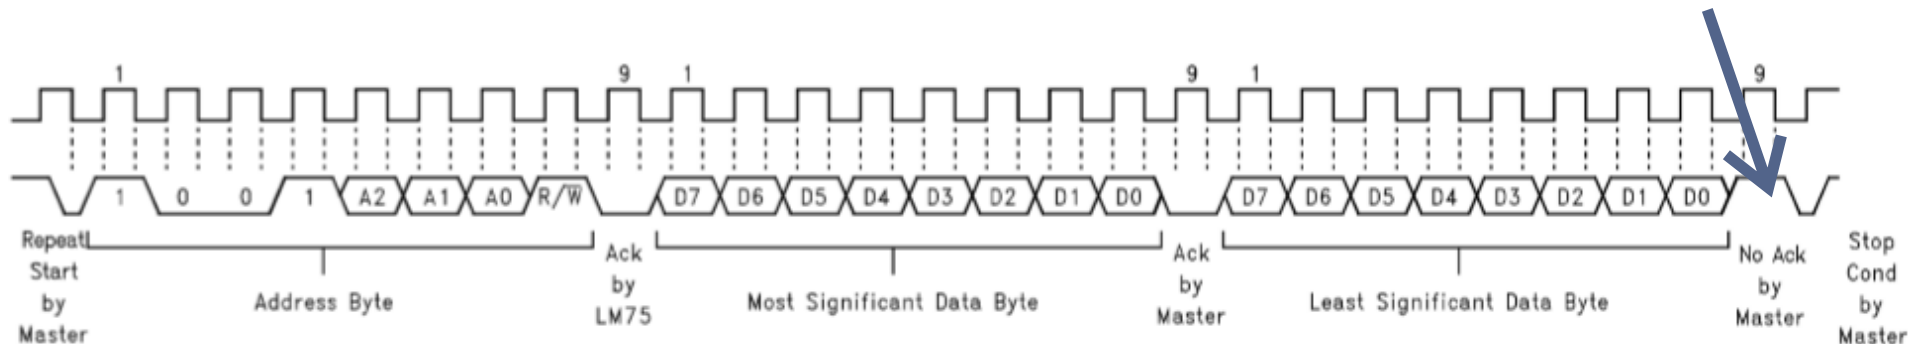 1 9 1 9 1 9
1 0 0 1 A2 A1 A0 R/W̅ D7 D6 D5 D4 D3 D2 D1 D0 D7 D6 D5 D4 D3 D2 D1 D0
Repeat
Start
by
Master
Address Byte
Ack
by
LM75
Most Significant Data Byte
Ack
by
Master
Least Significant Data Byte
No Ack
by
Master
Stop
Cond
by
Master